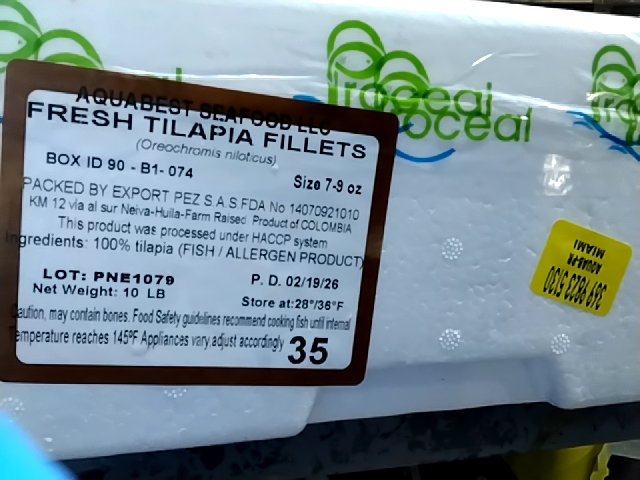 AQUABEST SEAFOOD LLC
FRESH TILAPIA FILLETS
(Oreochromis niloticus)
BOX ID 90 - B1- 074
Size 7-9 oz
PACKED BY EXPORT PEZ S.A.S FDA No 14070921010
KM 12 via al sur Neiva-Huila-Farm Raised. Product of COLOMBIA
This product was processed under HACCP system
Ingredients: 100% tilapia (FISH / ALLERGEN PRODUCT)
LOT: PNE1079
P. D. 02/19/26
Net Weight: 10 LB
Store at:28°/36°F
Caution, may contain bones. Food Safety guidelines recommend cooking fish until internal
Temperature reaches 145ºF Appliances vary,adjust accordingly
35
AQUAB-FR
MIAMI